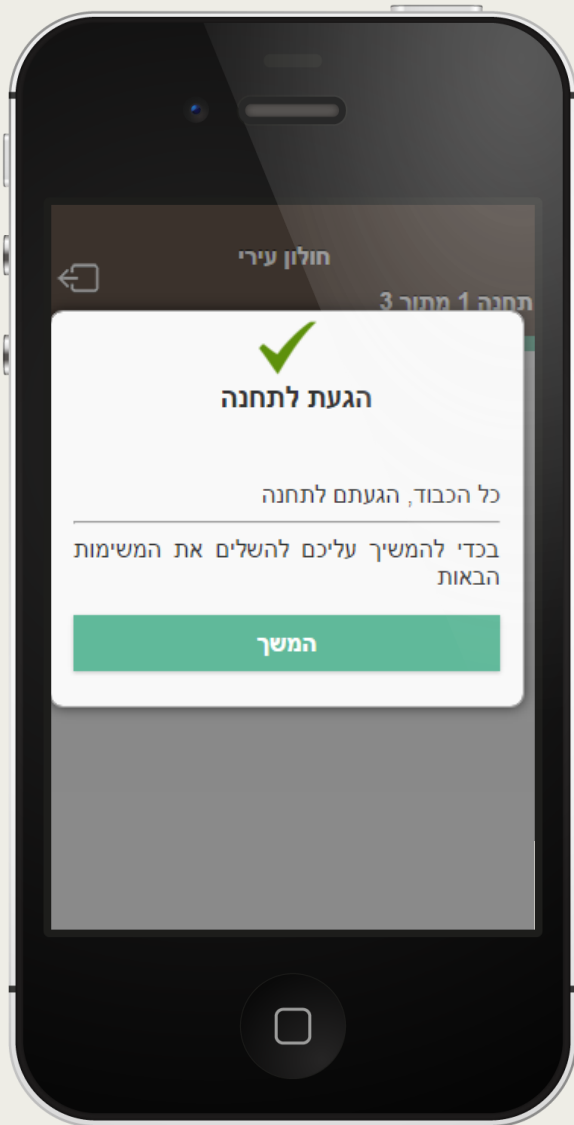 חולון עירי
תחנה 1 מתוך 3
הגעת לתחנה
כל הכבוד, הגעתם לתחנה
בכדי להמשיך עליכם להשלים את המשימות
הבאות
המשך